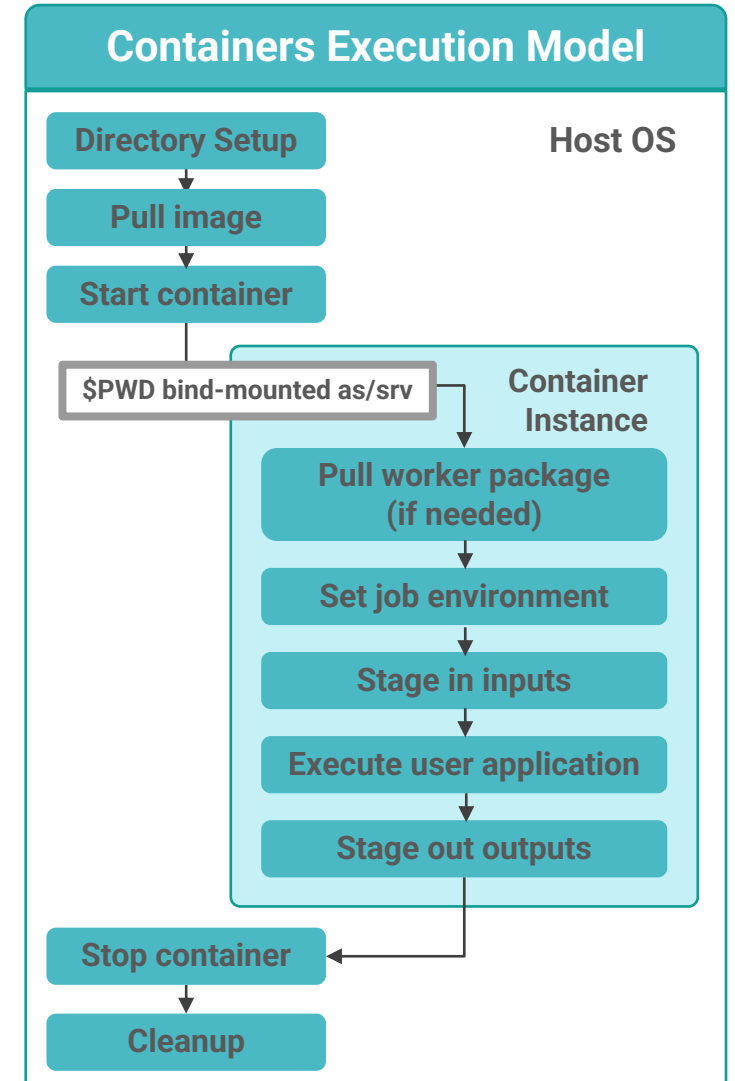 Containers Execution Model
Directory Setup
Host OS
Pull image
Start container
$PWD bind-mounted as/srv
Container
Instance
Pull worker package
(if needed)
Set job environment
Stage in inputs
Execute user application
Stage out outputs
Stop container
Cleanup